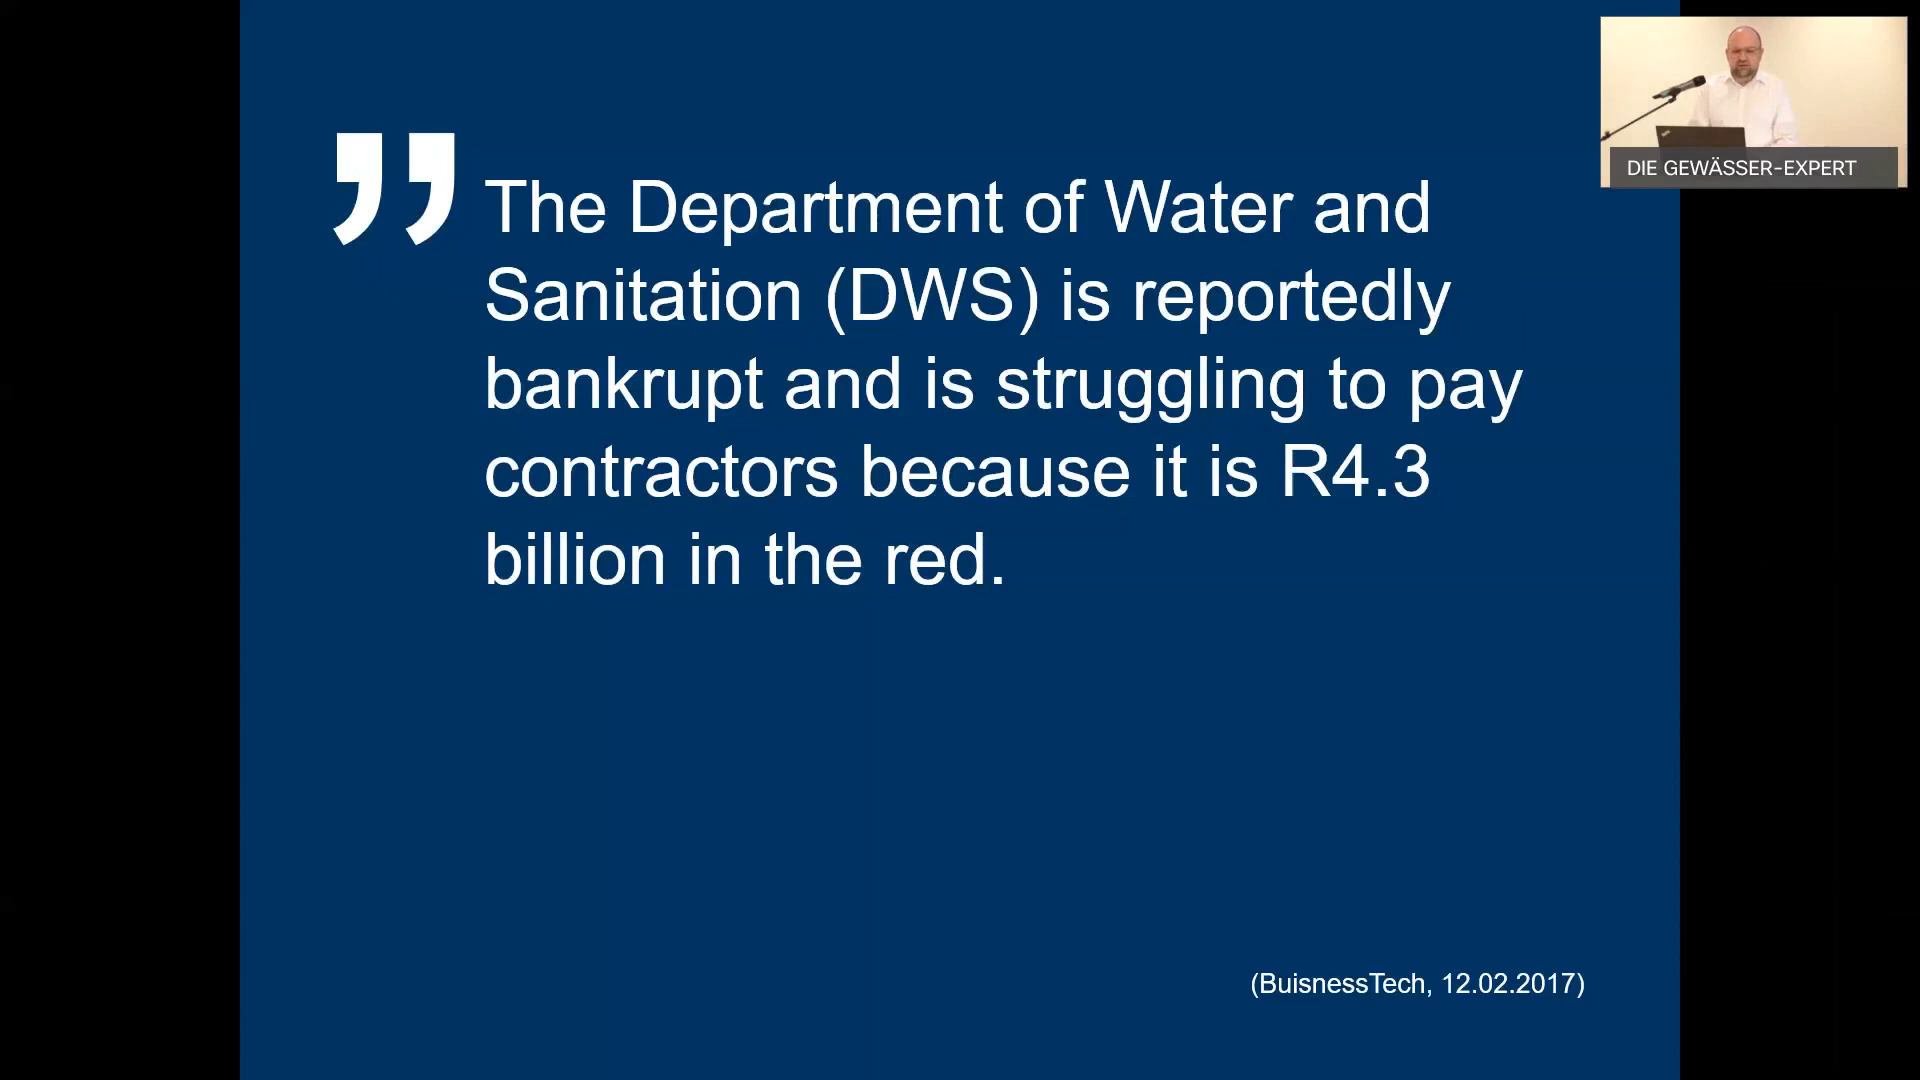 ” The Department of Water and
Sanitation (DWS) is reportedly
bankrupt and is struggling to pay
contractors because it is R4.3
billion in the red.
(BuisnessTech, 12.02.2017)
DIE GEWÄSSER-EXPERT